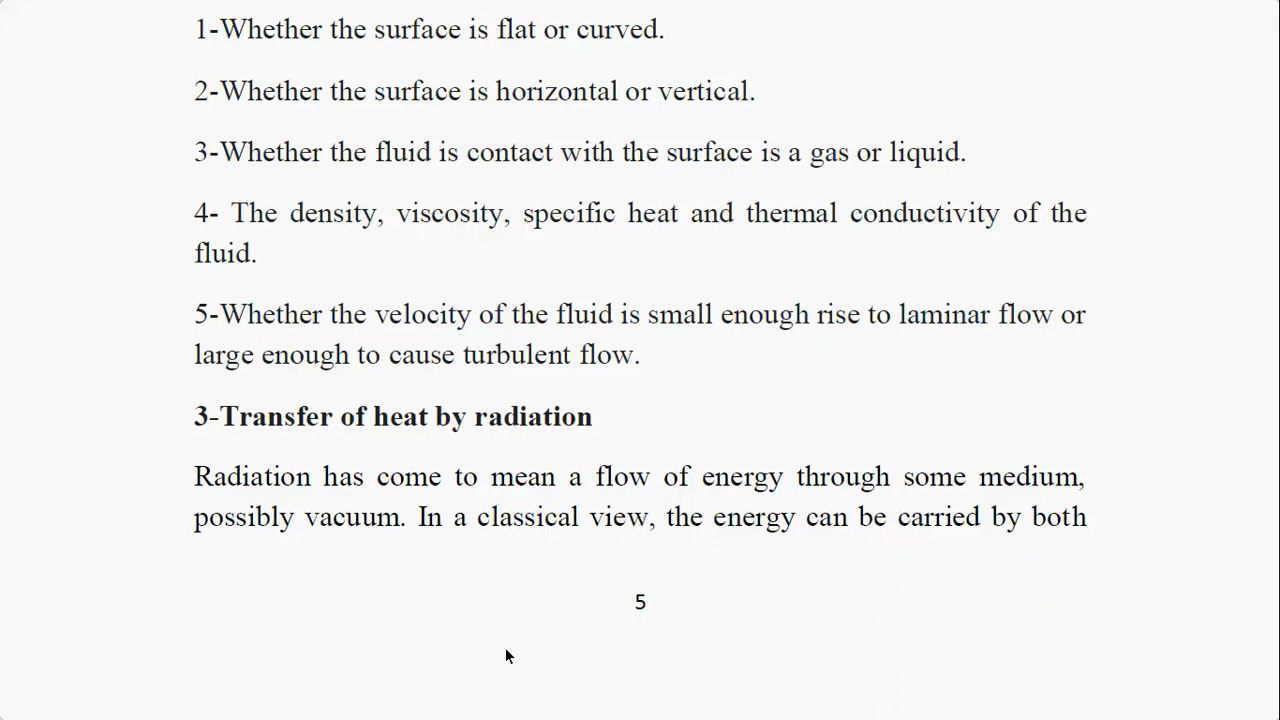 1-Whether the surface is flat or curved.
2-Whether the surface is horizontal or vertical.
3-Whether the fluid is contact with the surface is a gas or liquid.
4- The density, viscosity, specific heat and thermal conductivity of the
fluid.
5-Whether the velocity of the fluid is small enough rise to laminar flow or
large enough to cause turbulent flow.
3-Transfer of heat by radiation
Radiation has come to mean a flow of energy through some medium,
possibly vacuum. In a classical view, the energy can be carried by both
5